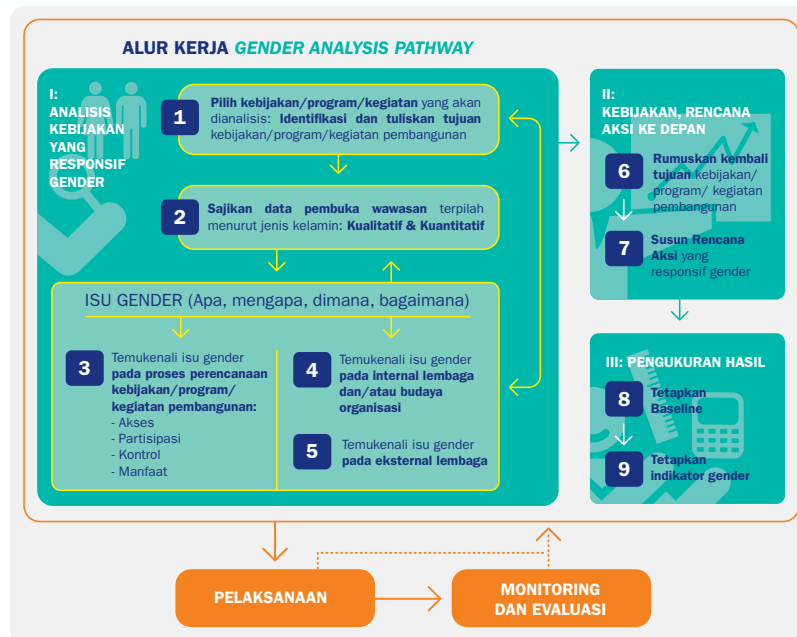 ALUR KERJA GENDER ANALYSIS PATHWAY
I:
ANALISIS
KEBIJAKAN
YANG
RESPONSIF
GENDER
1
Pilih kebijakan/program/kegiatan yang akan
dianalisis: Identifikasi dan tuliskan tujuan
kebijakan/program/kegiatan pembangunan
2
Sajikan data pembuka wawasan terpilah
menurut jenis kelamin: Kualitatif & Kuantitatif
ISU GENDER (Apa, mengapa, dimana, bagaimana)
3
Temukenali isu gender
pada proses perencanaan
kebijakan/program/
kegiatan pembangunan:
- Akses
- Partisipasi
- Kontrol
- Manfaat
4
Temukenali isu gender
pada internal lembaga
dan/atau budaya
organisasi
5
Temukenali isu gender
pada eksternal lembaga
II:
KEBIJAKAN, RENCANA
AKSI KE DEPAN
6
Rumuskan kembali
tujuan kebijakan/
program/ kegiatan
pembangunan
7
Susun Rencana
Aksi yang
responsif gender
III: PENGUKURAN HASIL
8
Tetapkan
Baseline
9
Tetapkan
indikator gender
PELAKSANAAN
MONITORING
DAN EVALUASI